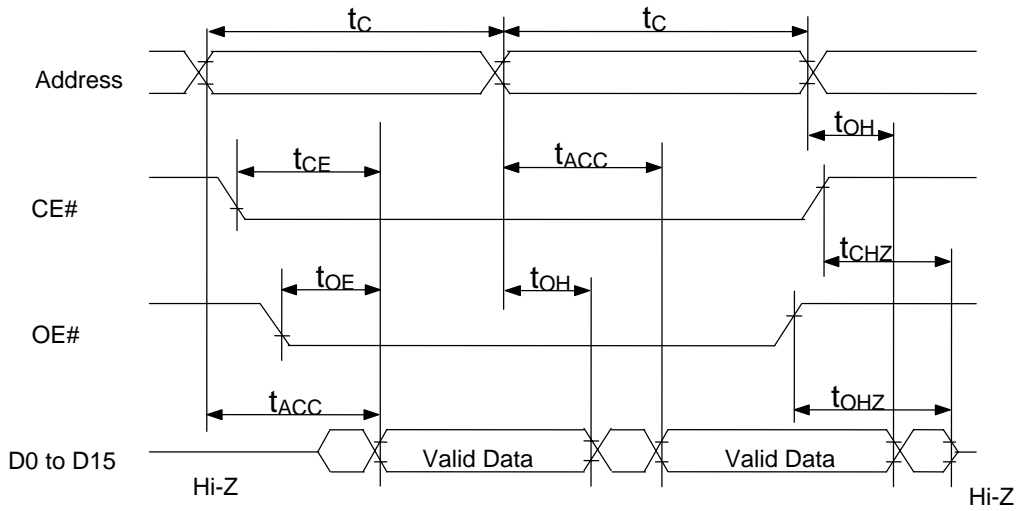 tC tC
Address
tOH
tCE tACC
CE#
tCHZ
tOE tOH
OE#
tACC tOHZ
D0 to D15 Valid Data Valid Data
Hi-Z Hi-Z